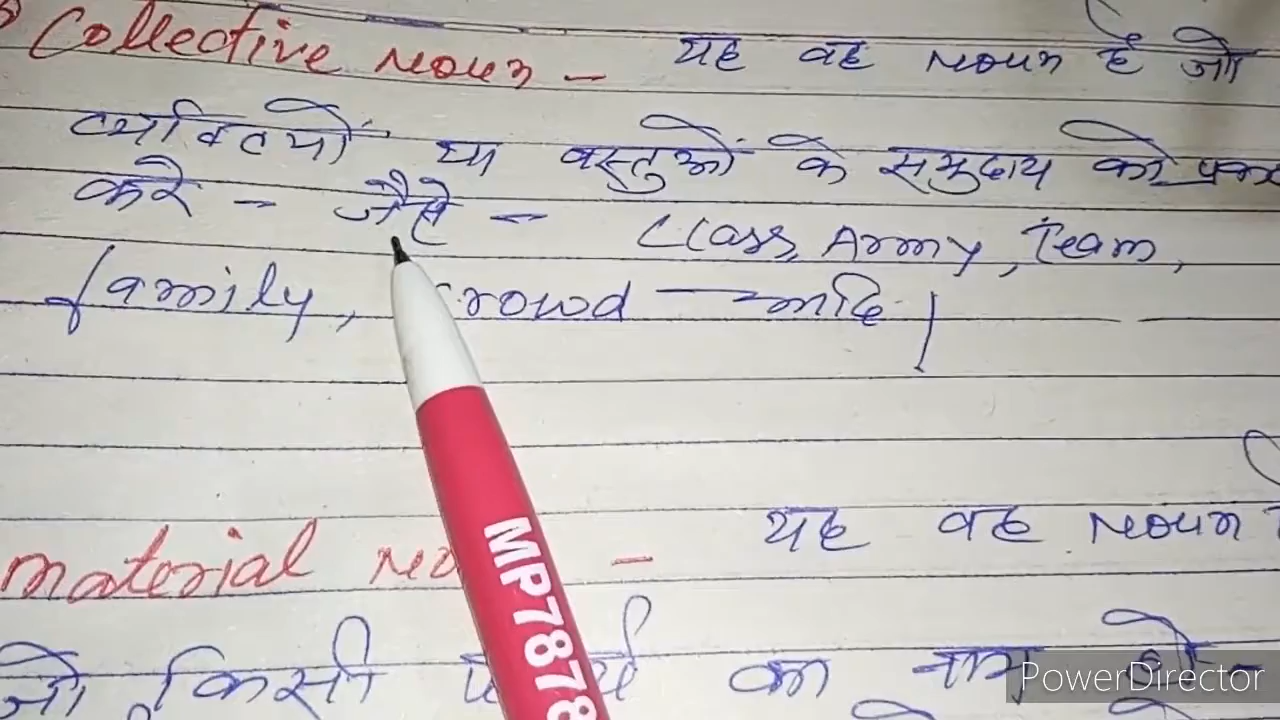 Collective noun - यह वह noun है जो
व्यक्तियों या वस्तुओं के समुदाय को
करे - जैसे - Class, Army, Team,
family, crowd — आदि |
material - यह वह noun
जो किसी का नाम हो -
MP7878
PowerDirector